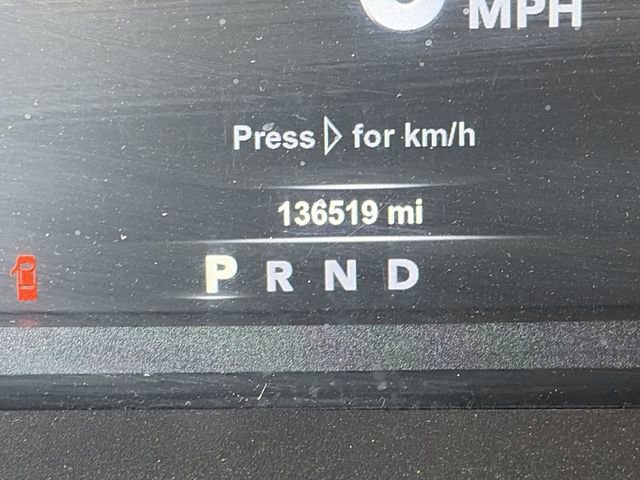 MPH
Press ▷ for km/h
136519 mi
P R N D